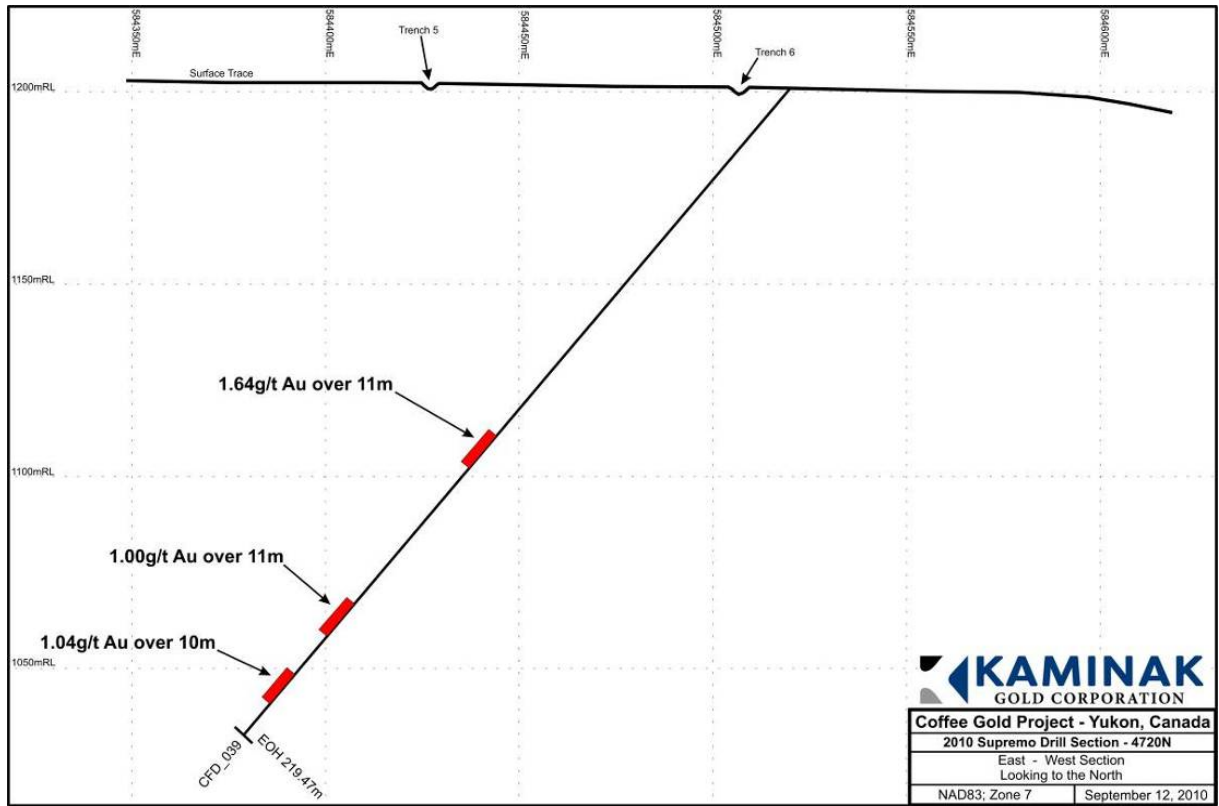 584350mE
584400mE
584450mE
584500mE
584550mE
584600mE
Trench 5
Trench 6
Surface Trace
1200mRL
1150mRL
1.64g/t Au over 11m
1100mRL
1.00g/t Au over 11m
1.04g/t Au over 10m
1050mRL
CFD_039
EOH 219.47m
KAMINAK
GOLD CORPORATION
Coffee Gold Project - Yukon, Canada
2010 Supremo Drill Section - 4720N
East - West Section
Looking to the North
NAD83; Zone 7
September 12, 2010